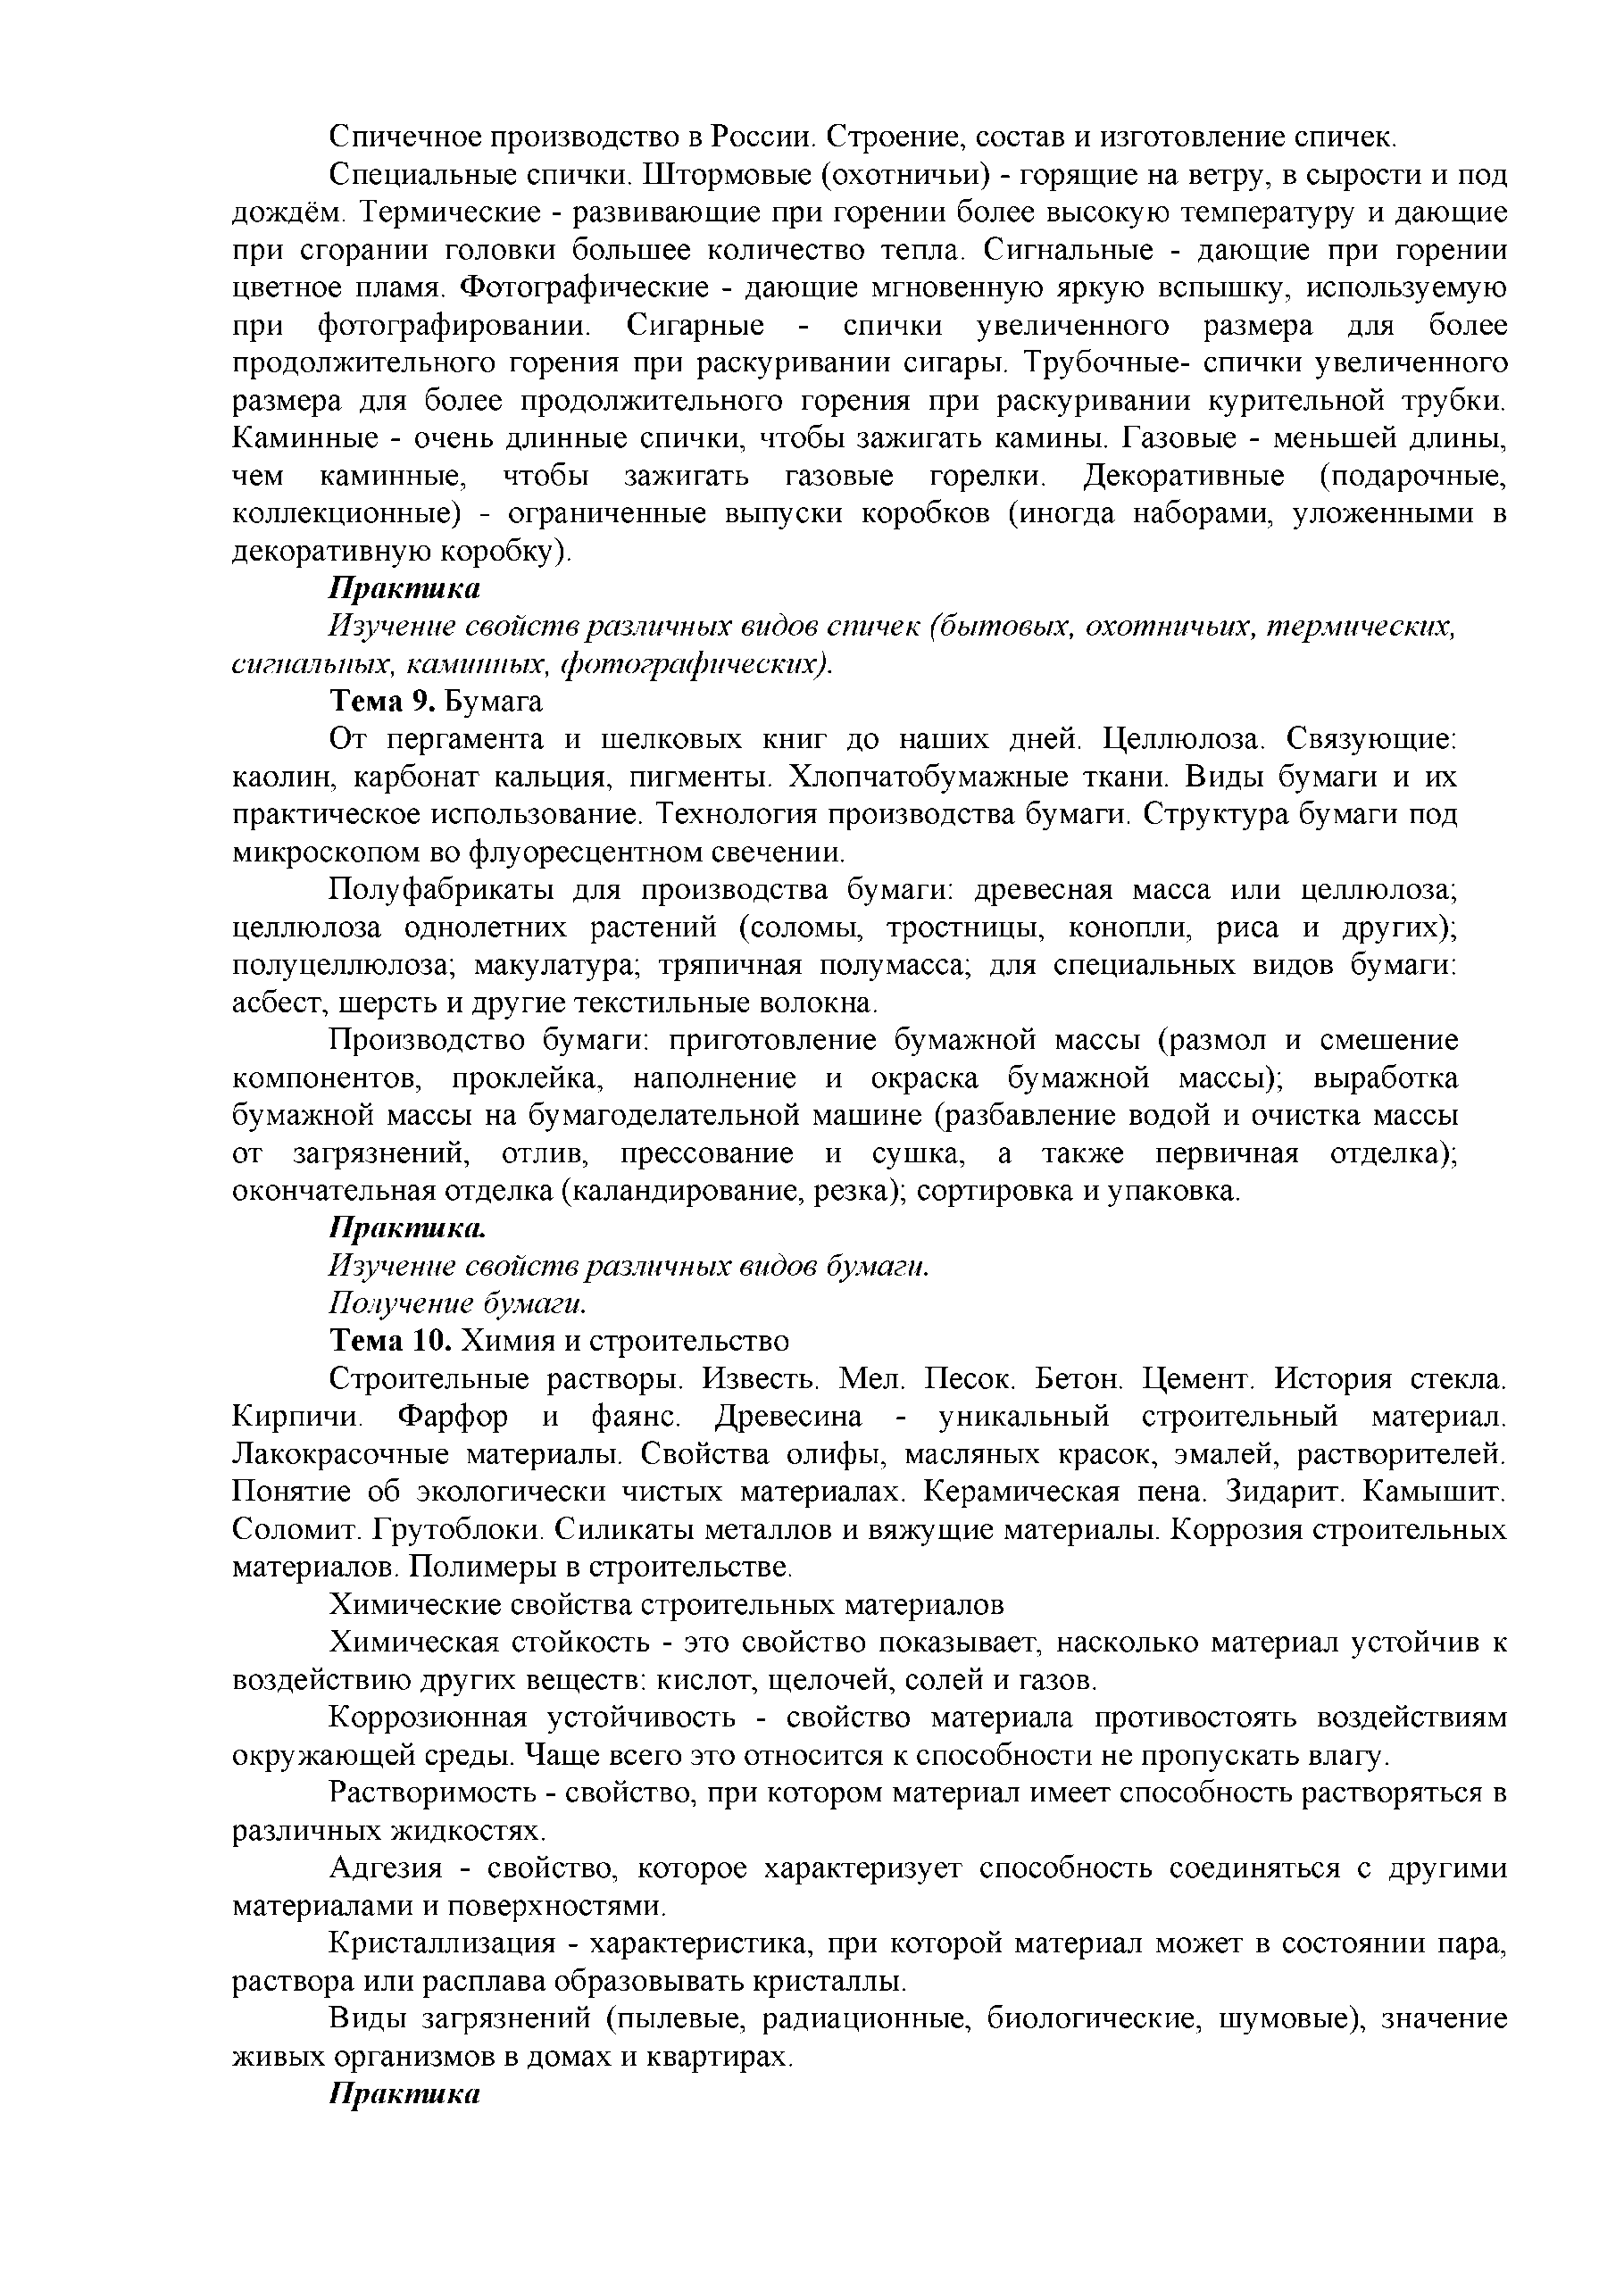 Спичечное производство в России. Строение, состав и изготовление спичек.
Специальные спички. Штормовые (охотничьи) - горящие на ветру, в сырости и под
дождём. Термические - развивающие при горении более высокую температуру и дающие
при сгорании головки большее количество тепла. Сигнальные - дающие при горении
цветное пламя. Фотографические - дающие мгновенную яркую вспышку, используемую
при фотографировании. Сигарные - спички увеличенного размера для более
продолжительного горения при раскуривании сигары. Трубочные- спички увеличенного
размера для более продолжительного горения при раскуривании курительной трубки.
Каминные - очень длинные спички, чтобы зажигать камины. Газовые - меньшей длины,
чем каминные, чтобы зажигать газовые горелки. Декоративные (подарочные,
коллекционные) - ограниченные выпуски коробков (иногда наборами, уложенными в
декоративную коробку).
Практика
Изучение свойств различных видов спичек (бытовых, охотничьих, термических,
сигнальных, каминных, фотографических).
Тема 9. Бумага
От пергамента и шелковых книг до наших дней. Целлюлоза. Связующие:
каолин, карбонат кальция, пигменты. Хлопчатобумажные ткани. Виды бумаги и их
практическое использование. Технология производства бумаги. Структура бумаги под
микроскопом во флуоресцентном свечении.
Полуфабрикаты для производства бумаги: древесная масса или целлюлоза;
целлюлоза однолетних растений (соломы, тростницы, конопли, риса и других);
полуцеллюлоза; макулатура; тряпичная полумасса; для специальных видов бумаги:
асбест, шерсть и другие текстильные волокна.
Производство бумаги: приготовление бумажной массы (размол и смешение
компонентов, проклейка, наполнение и окраска бумажной массы); выработка
бумажной массы на бумагоделательной машине (разбавление водой и очистка массы
от загрязнений, отлив, прессование и сушка, а также первичная отделка);
окончательная отделка (каландирование, резка); сортировка и упаковка.
Практика.
Изучение свойств различных видов бумаги.
Получение бумаги.
Тема 10. Химия и строительство
Строительные растворы. Известь. Мел. Песок. Бетон. Цемент. История стекла.
Кирпичи. Фарфор и фаянс. Древесина - уникальный строительный материал.
Лакокрасочные материалы. Свойства олифы, масляных красок, эмалей, растворителей.
Понятие об экологически чистых материалах. Керамическая пена. Зидарит. Камышит.
Соломит. Грутоблоки. Силикаты металлов и вяжущие материалы. Коррозия строительных
материалов. Полимеры в строительстве.
Химические свойства строительных материалов
Химическая стойкость - это свойство показывает, насколько материал устойчив к
воздействию других веществ: кислот, щелочей, солей и газов.
Коррозионная устойчивость - свойство материала противостоять воздействиям
окружающей среды. Чаще всего это относится к способности не пропускать влагу.
Растворимость - свойство, при котором материал имеет способность растворяться в
различных жидкостях.
Адгезия - свойство, которое характеризует способность соединяться с другими
материалами и поверхностями.
Кристаллизация - характеристика, при которой материал может в состоянии пара,
раствора или расплава образовывать кристаллы.
Виды загрязнений (пылевые, радиационные, биологические, шумовые), значение
живых организмов в домах и квартирах.
Практика